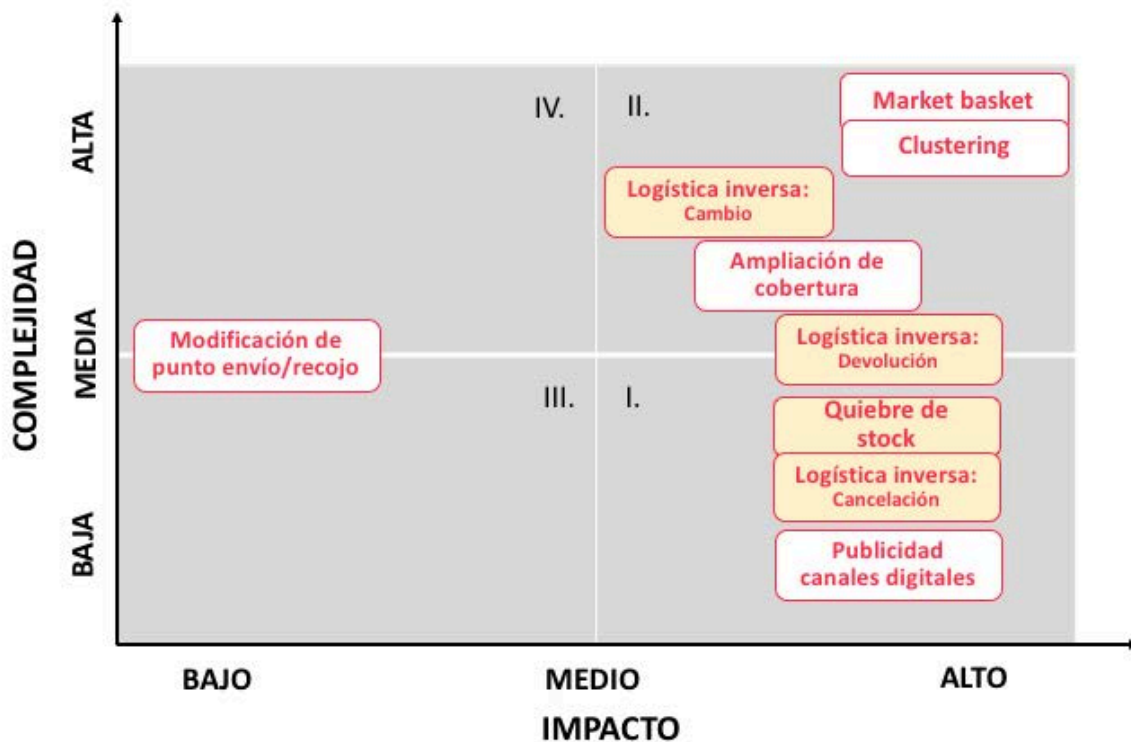 IV.
II.
Market basket
Clustering
Logística inversa:
Cambio
Ampliación de
cobertura
Modificación de
punto envío/recojo
Logística inversa:
Devolución
III.
I.
Quiebre de
stock
Logística inversa:
Cancelación
Publicidad
canales digitales
COMPLEJIDAD
ALTA
MEDIA
BAJA
BAJO
MEDIO
ALTO
IMPACTO